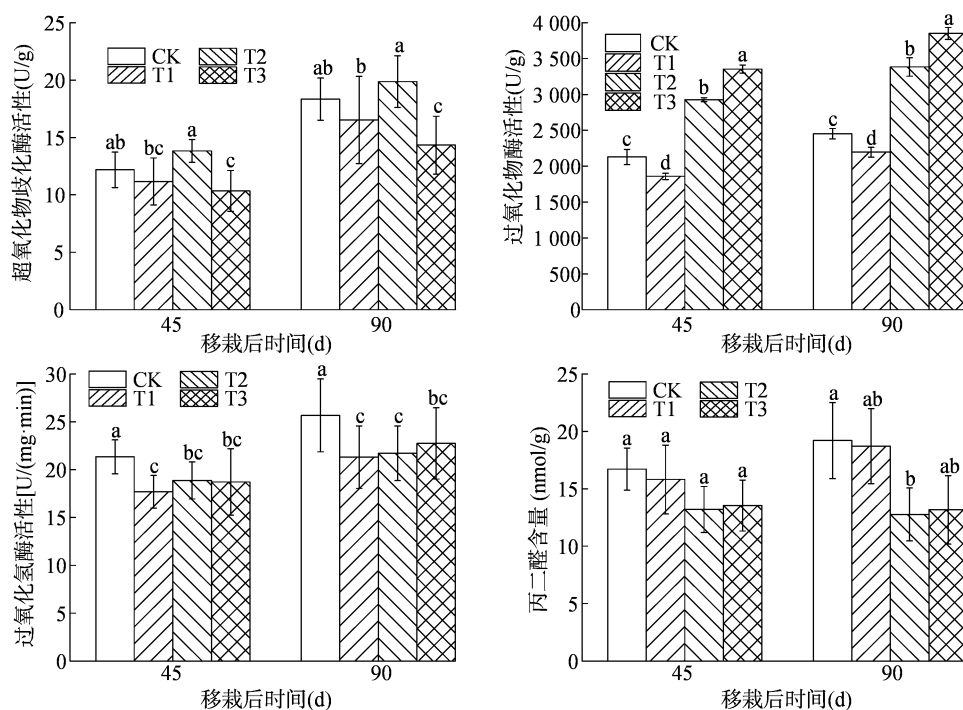 超氧化物歧化酶活性(U/g)
25
20
15
10
5
0
CK
T2
T1
T3
ab
bc
a
c
ab
b
a
c
45
90
移栽后时间(d)
过氧化物酶活性(U/g)
4 000
3 500
3 000
2 500
2 000
1 500
1 000
500
0
CK
T1
T2
T3
c
d
b
a
c
d
b
a
45
90
移栽后时间(d)
过氧化氢酶活性[U/(mg·min)]
30
25
20
15
10
5
0
CK
T2
T1
T3
a
c
bc
bc
a
c
c
bc
45
90
移栽后时间(d)
丙二醛含量 (nmol/g)
25
20
15
10
5
0
CK
T2
T1
T3
a
a
a
a
a
ab
b
ab
45
90
移栽后时间(d)